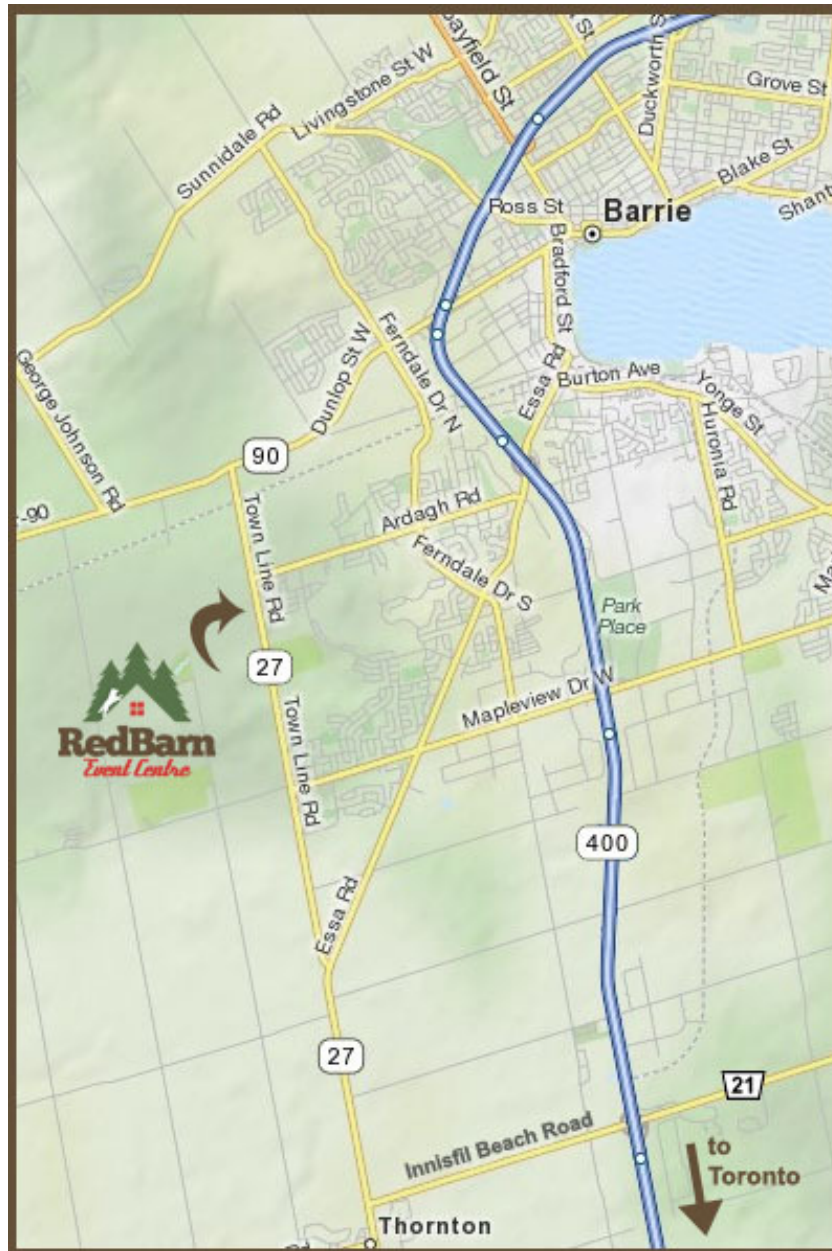 Bayfield St
Livingstone St W
Duckworth S
Grove St
Sunnidale Rd
Blake St
Shant
Ross St
Barrie
Bradford St
Ferndale Dr N
Dunlop St W
Essa Rd
Burton Ave
Yonge St
George Johnson Rd
Huronia Rd
90
-90
Town Line Rd
Ardagh Rd
Ferndale Dr S
Park
Place
27
Mapleview Dr W
RedBarn
Event Centre
Town Line Rd
400
Essa Rd
27
21
Innisfil Beach Road
to
Toronto
Thornton